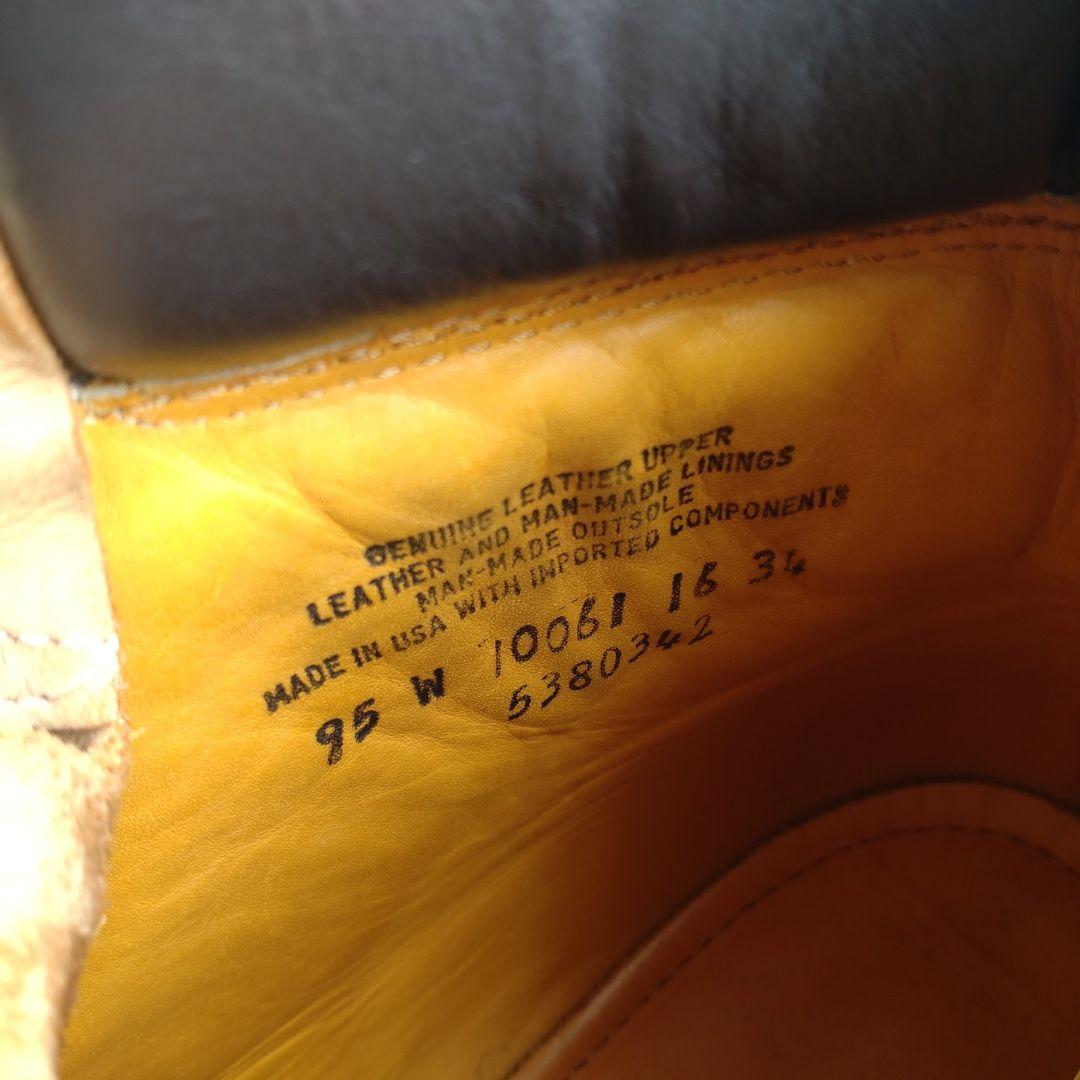 GENUINE LEATHER UPPER
LEATHER AND MAN-MADE LININGS
MAN-MADE OUTSOLE
MADE IN USA WITH IMPORTED COMPONENTS
95 W 10061 16 34
5380342